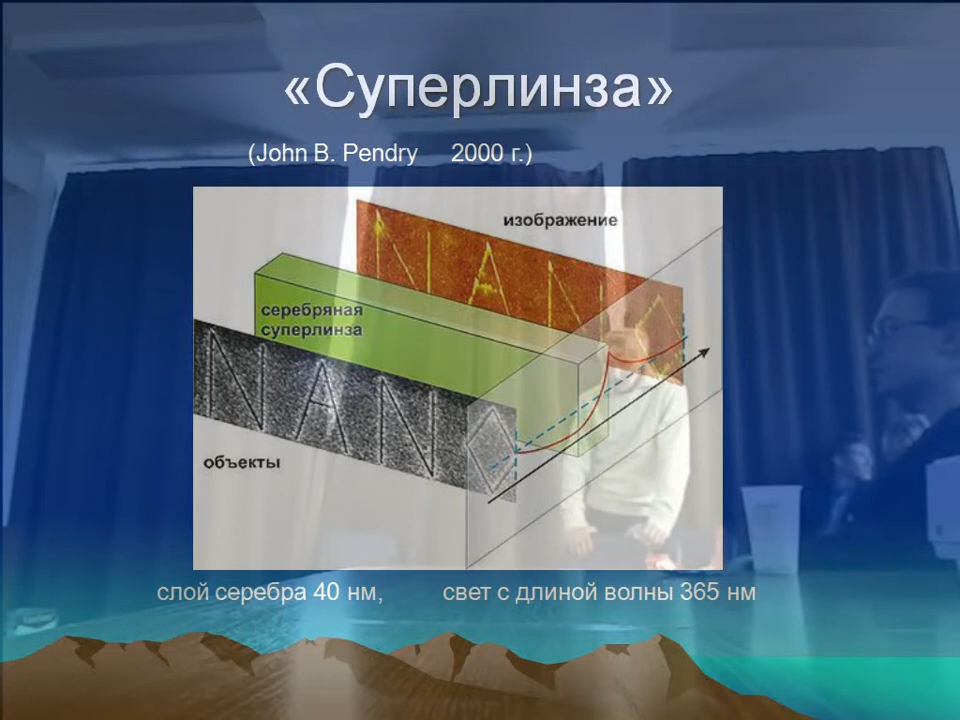 «Суперлинза»
(John B. Pendry 2000 г.)
изображение
серебряная
суперлинза
NANO
NANO
объекты
слой серебра 40 нм, свет с длиной волны 365 нм